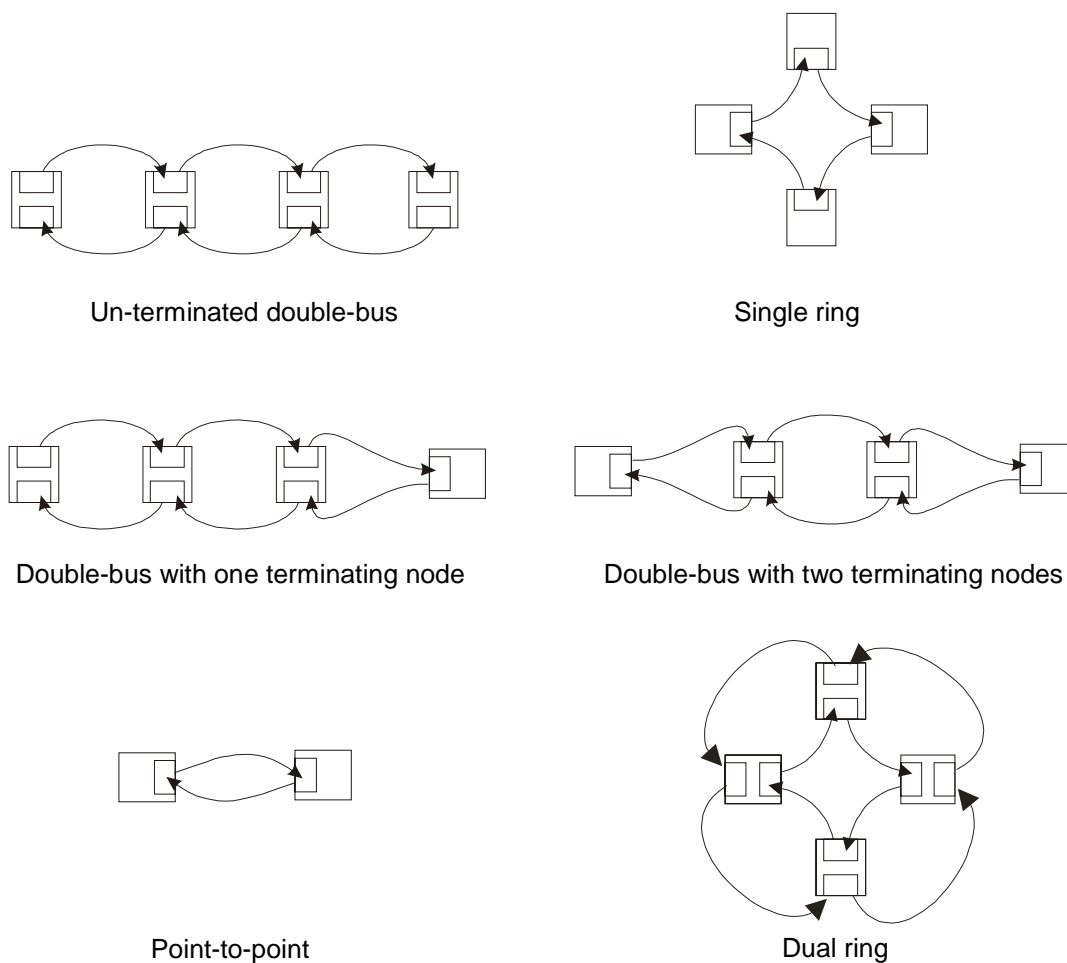 Un-terminated double-bus
Single ring
Double-bus with one terminating node
Double-bus with two terminating nodes
Point-to-point
Dual ring